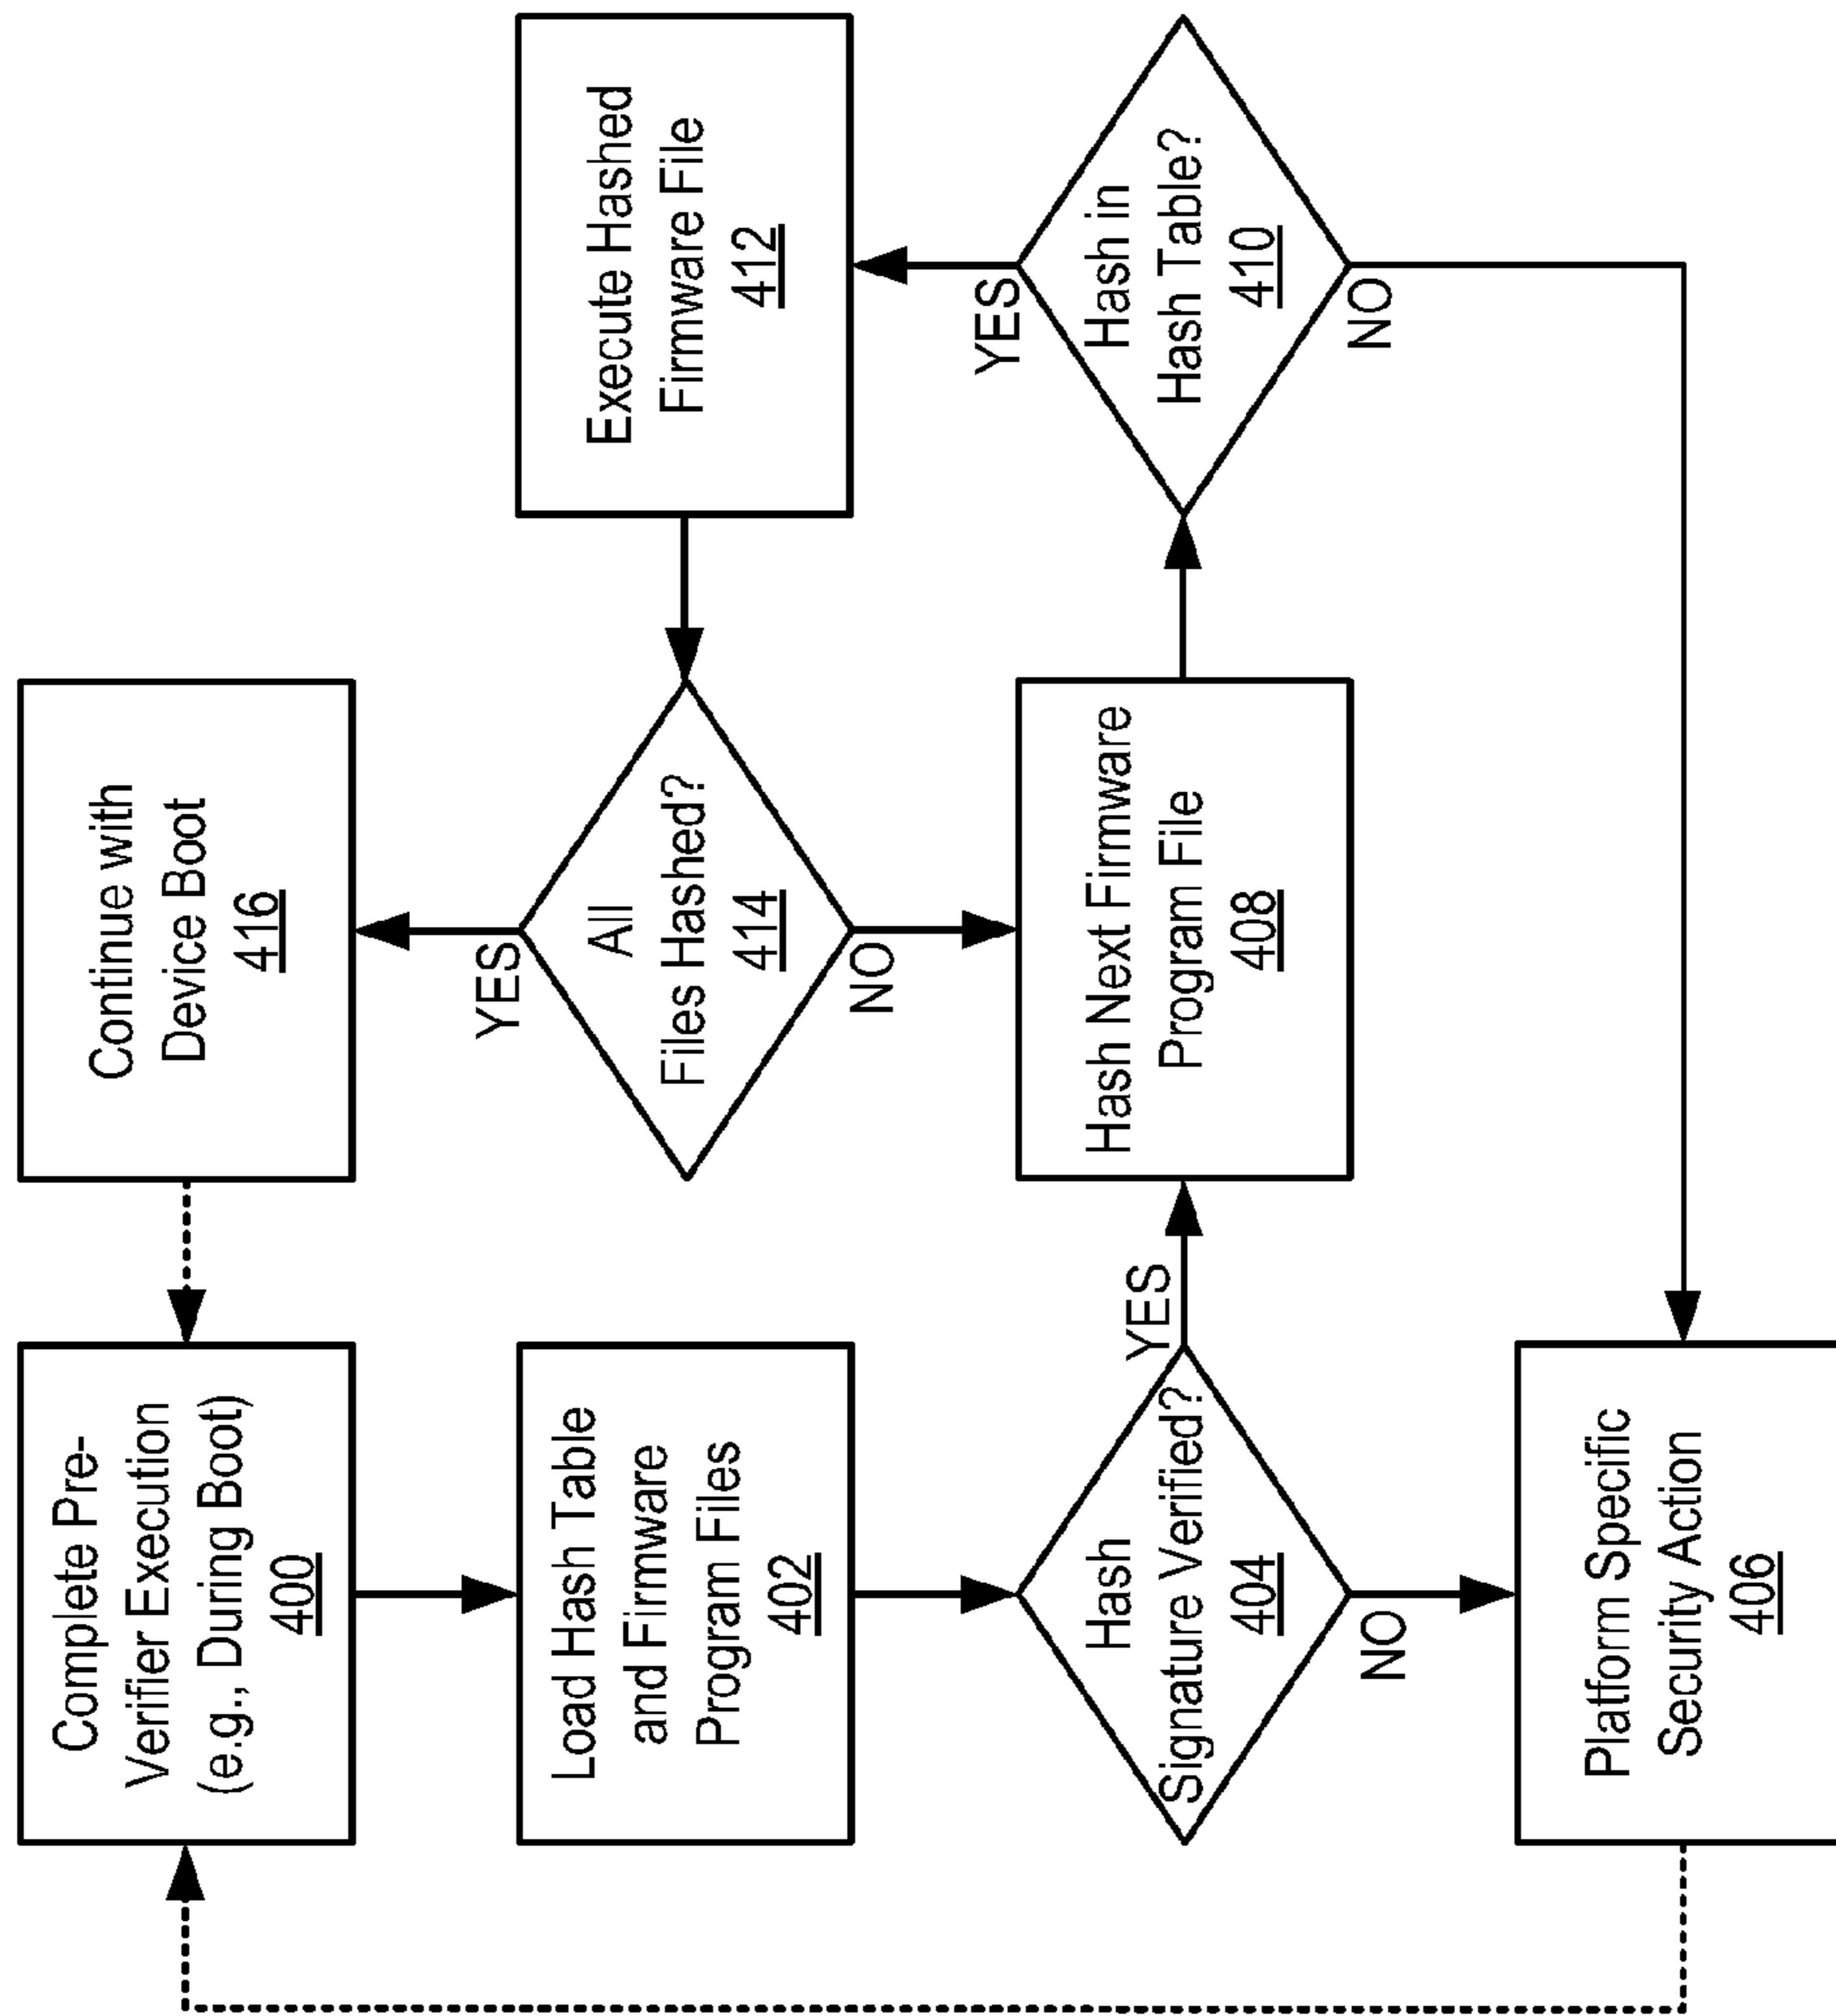 Complete Pre-
Verifier Execution
(e.g., During Boot)
400
Load Hash Table
and Firmware
Program Files
402
Hash
Signature Verified?
404
YES
NO
Platform Specific
Security Action
406
Hash Next Firmware
Program File
408
Hash in
Hash Table?
410
YES
NO
Execute Hashed
Firmware File
412
All
Files Hashed?
414
YES
NO
Continue with
Device Boot
416